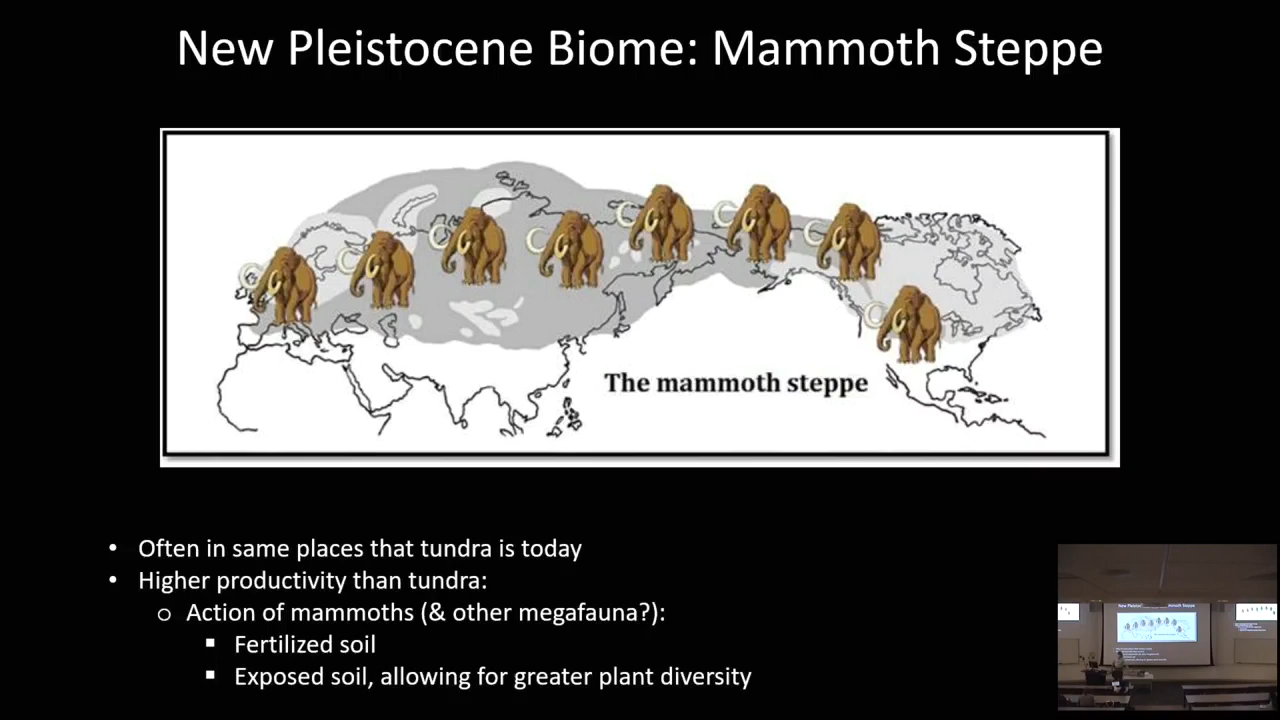 New Pleistocene Biome: Mammoth Steppe
The mammoth steppe
• Often in same places that tundra is today
• Higher productivity than tundra:
o Action of mammoths (& other megafauna?):
▪ Fertilized soil
▪ Exposed soil, allowing for greater plant diversity